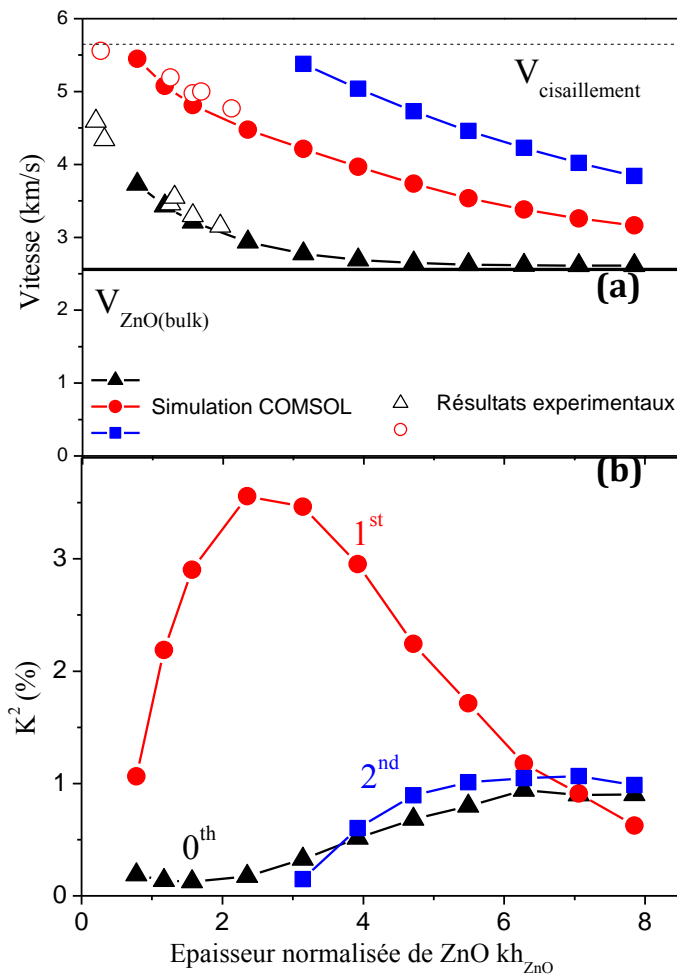 6
5
4
3
2
1
0
Vitesse (km/s)
V cisaillement
(a)
V ZnO(bulk)
Simulation COMSOL
Résultats experimentaux
(b)
3
2
1
0
K² (%)
1st
2nd
0th
0 2 4 6 8
Epaisseur normalisée de ZnO khZnO